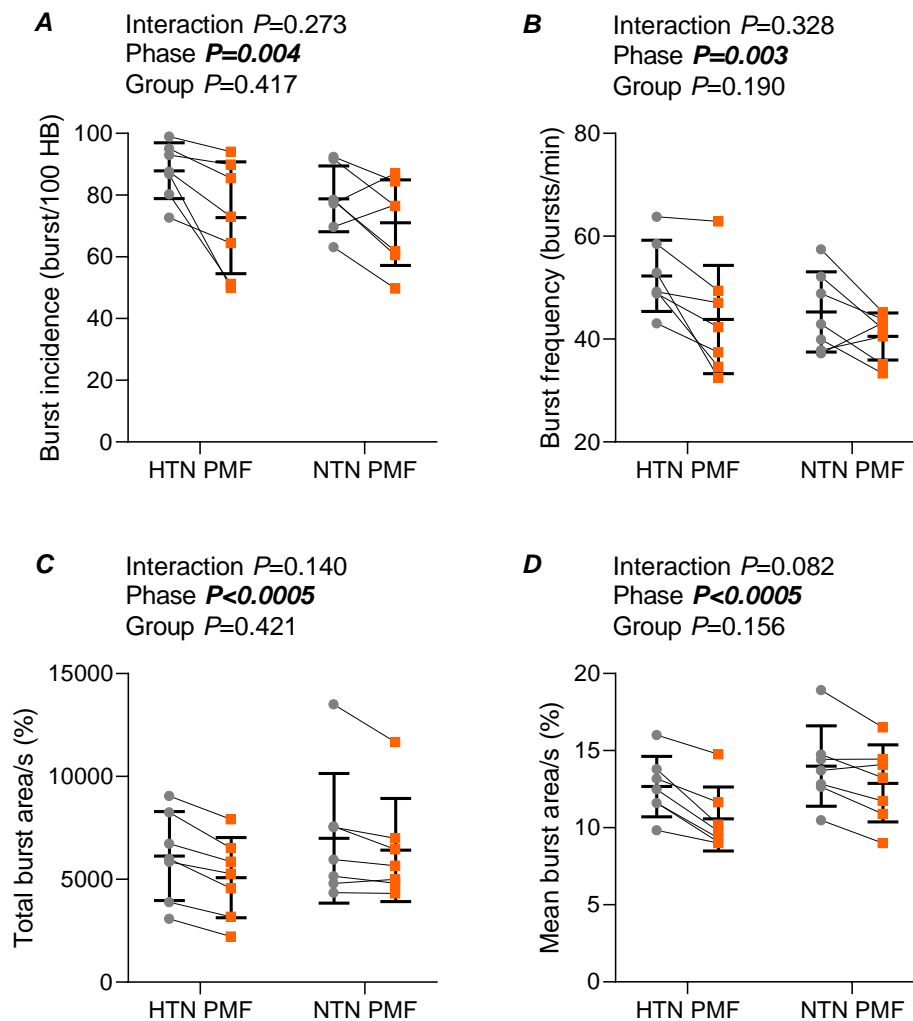 A
Interaction P=0.273
Phase P=0.004
Group P=0.417
Burst incidence (burst/100 HB)
100
80
60
40
20
0
HTN PMF NTN PMF
B
Interaction P=0.328
Phase P=0.003
Group P=0.190
Burst frequency (bursts/min)
80
60
40
20
HTN PMF NTN PMF
C
Interaction P=0.140
Phase P<0.0005
Group P=0.421
Total burst area/s (%)
15000
10000
5000
0
HTN PMF NTN PMF
D
Interaction P=0.082
Phase P<0.0005
Group P=0.156
Mean burst area/s (%)
20
15
10
5
0
HTN PMF NTN PMF